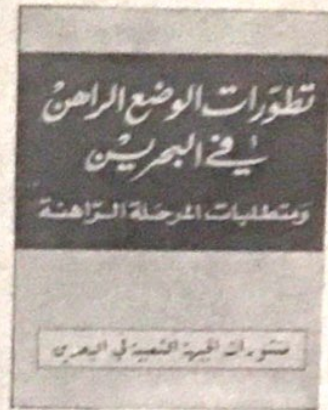 تطورات الوضع الراهن
في البحرين
ومتطلبات المرحلة الراهنة
منشورات الجبهة الشعبية في البحرين